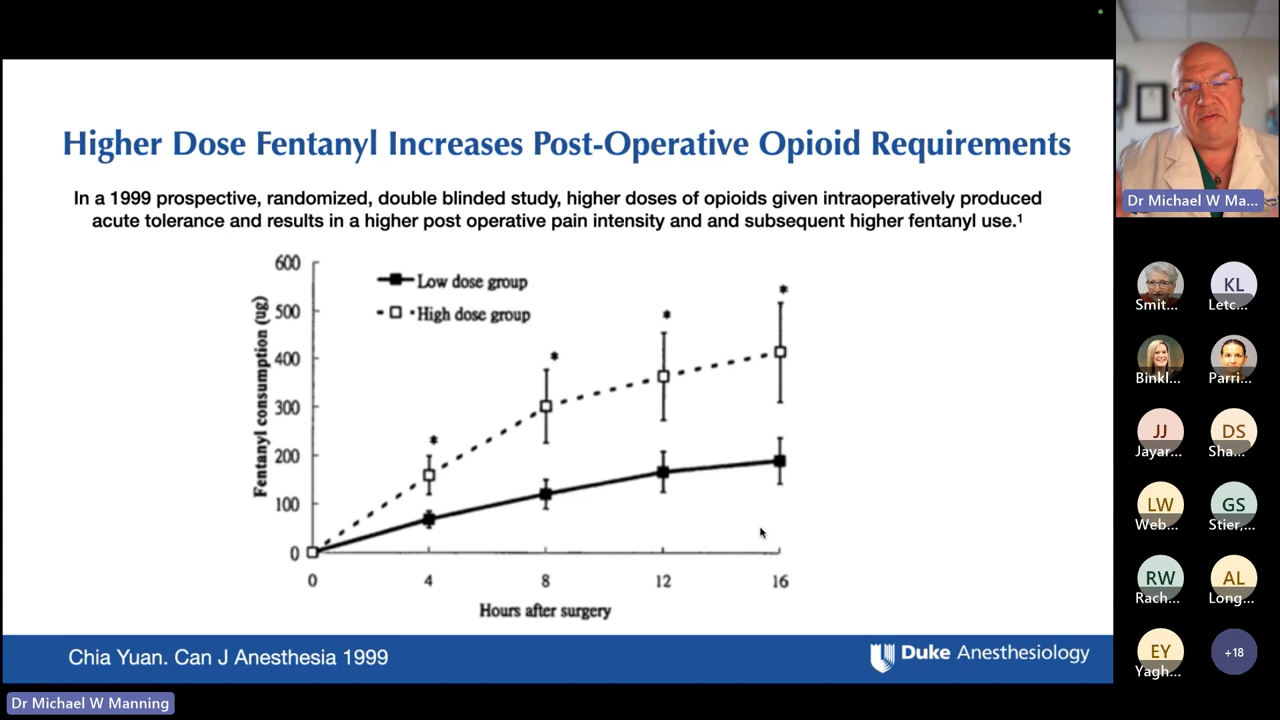 Higher Dose Fentanyl Increases Post-Operative Opioid Requirements
In a 1999 prospective, randomized, double blinded study, higher doses of opioids given intraoperatively produced
acute tolerance and results in a higher post operative pain intensity and and subsequent higher fentanyl use.¹
Fentanyl consumption (ug)
600
500
400
300
200
100
0
Low dose group
High dose group
*
*
*
*
0 4 8 12 16
Hours after surgery
Chia Yuan. Can J Anesthesia 1999
Duke Anesthesiology
Dr Michael W Manning
Dr Michael W Ma...
Smit...
KL
Letc...
Binkl...
Parri...
JJ
Jayar...
DS
Sha...
LW
Web...
GS
Stier,...
RW
Rach...
AL
Long...
EY
Yagh...
+18